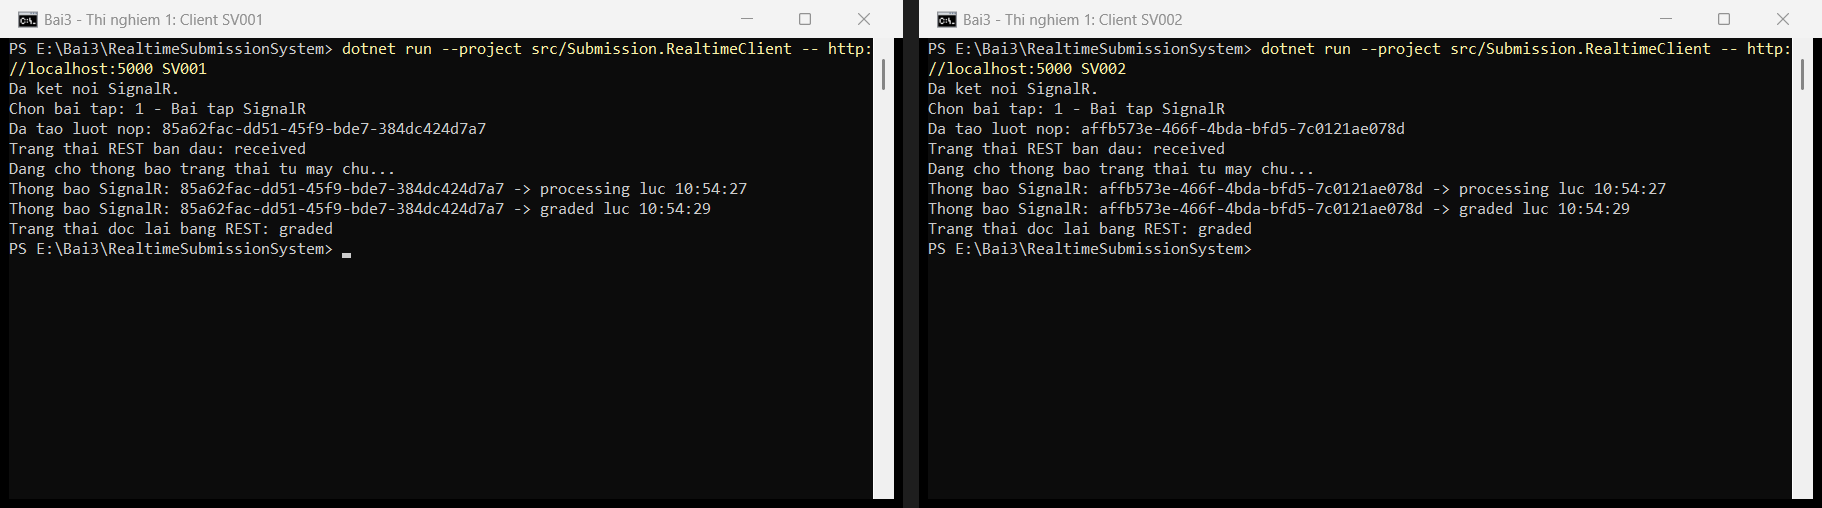 Bai3 - Thi nghiem 1: Client SV001
PS E:\Bai3\RealtimeSubmissionSystem> dotnet run --project src/Submission.RealtimeClient -- http:
//localhost:5000 SV001
Da ket noi SignalR.
Chon bai tap: 1 - Bai tap SignalR
Da tao luot nop: 85a62fac-dd51-45f9-bde7-384dc424d7a7
Trang thai REST ban dau: received
Dang cho thong bao trang thai tu may chu...
Thong bao SignalR: 85a62fac-dd51-45f9-bde7-384dc424d7a7 -> processing luc 10:54:27
Thong bao SignalR: 85a62fac-dd51-45f9-bde7-384dc424d7a7 -> graded luc 10:54:29
Trang thai doc lai bang REST: graded
PS E:\Bai3\RealtimeSubmissionSystem>
Bai3 - Thi nghiem 1: Client SV002
PS E:\Bai3\RealtimeSubmissionSystem> dotnet run --project src/Submission.RealtimeClient -- http:
//localhost:5000 SV002
Da ket noi SignalR.
Chon bai tap: 1 - Bai tap SignalR
Da tao luot nop: affb573e-466f-4bda-bfd5-7c0121ae078d
Trang thai REST ban dau: received
Dang cho thong bao trang thai tu may chu...
Thong bao SignalR: affb573e-466f-4bda-bfd5-7c0121ae078d -> processing luc 10:54:27
Thong bao SignalR: affb573e-466f-4bda-bfd5-7c0121ae078d -> graded luc 10:54:29
Trang thai doc lai bang REST: graded
PS E:\Bai3\RealtimeSubmissionSystem>